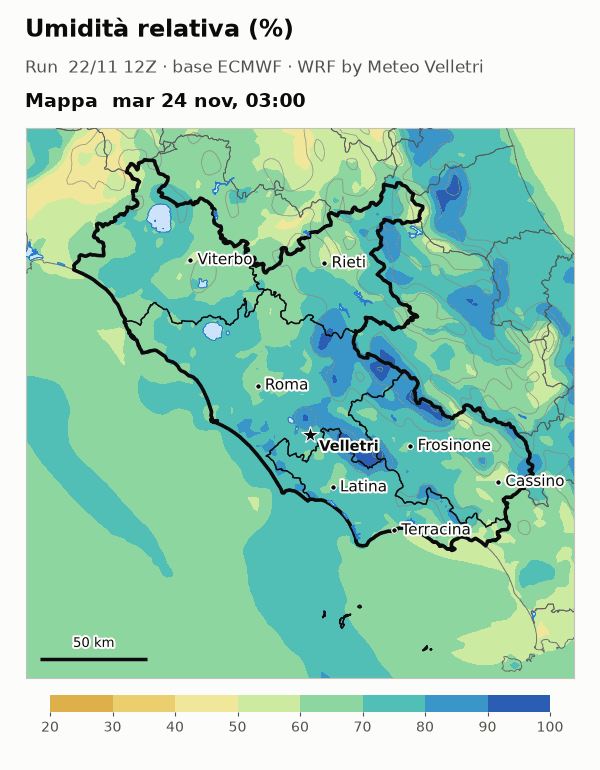 Umidità relativa (%)
Run  22/11 12Z · base ECMWF · WRF by Meteo Velletri
Mappa  mar 24 nov, 03:00
Viterbo
Rieti
Roma
Velletri
Frosinone
Cassino
Latina
Terracina
50 km
20 30 40 50 60 70 80 90 100